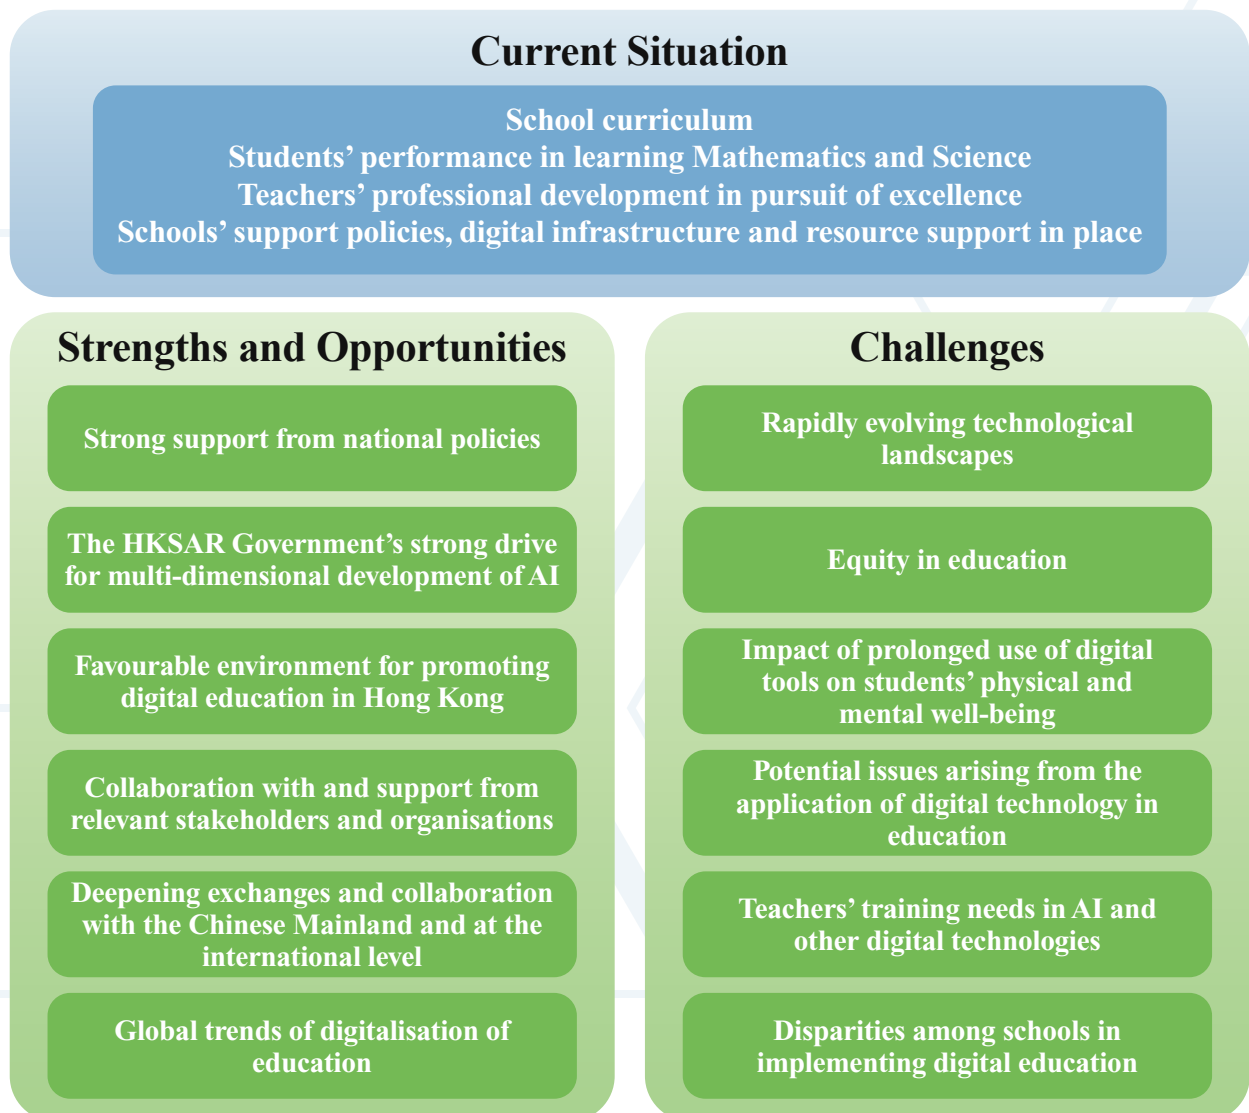 Current Situation
School curriculum
Students’ performance in learning Mathematics and Science
Teachers’ professional development in pursuit of excellence
Schools’ support policies, digital infrastructure and resource support in place
Strengths and Opportunities
Strong support from national policies
The HKSAR Government’s strong drive
for multi-dimensional development of AI
Favourable environment for promoting
digital education in Hong Kong
Collaboration with and support from
relevant stakeholders and organisations
Deepening exchanges and collaboration
with the Chinese Mainland and at the
international level
Global trends of digitalisation of
education
Challenges
Rapidly evolving technological
landscapes
Equity in education
Impact of prolonged use of digital
tools on students’ physical and
mental well-being
Potential issues arising from the
application of digital technology in
education
Teachers’ training needs in AI and
other digital technologies
Disparities among schools in
implementing digital education